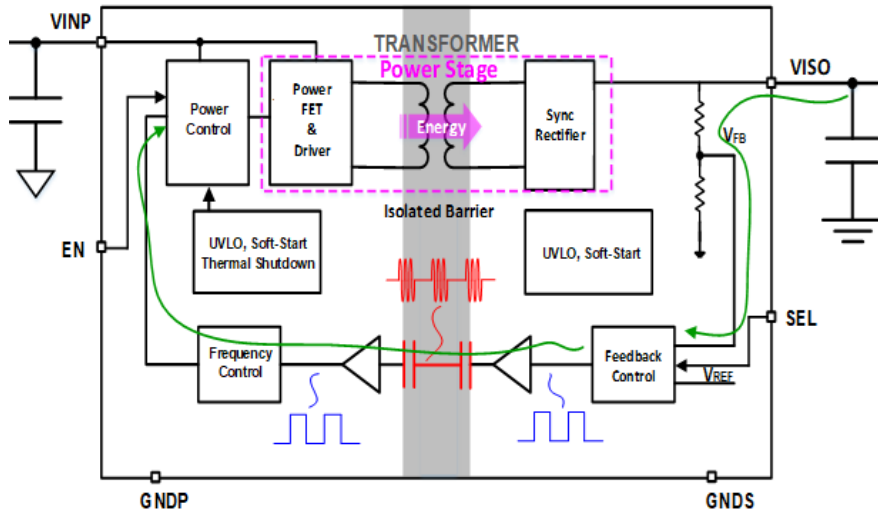 VINP
TRANSFORMER
Power Stage
VISO
Power
Control
Power
FET
&
Driver
Energy
Sync
Rectifier
VFB
Isolated Barrier
EN
UVLO, Soft-Start
Thermal Shutdown
UVLO, Soft-Start
SEL
Frequency
Control
Feedback
Control
VREF
GNDP
GNDS